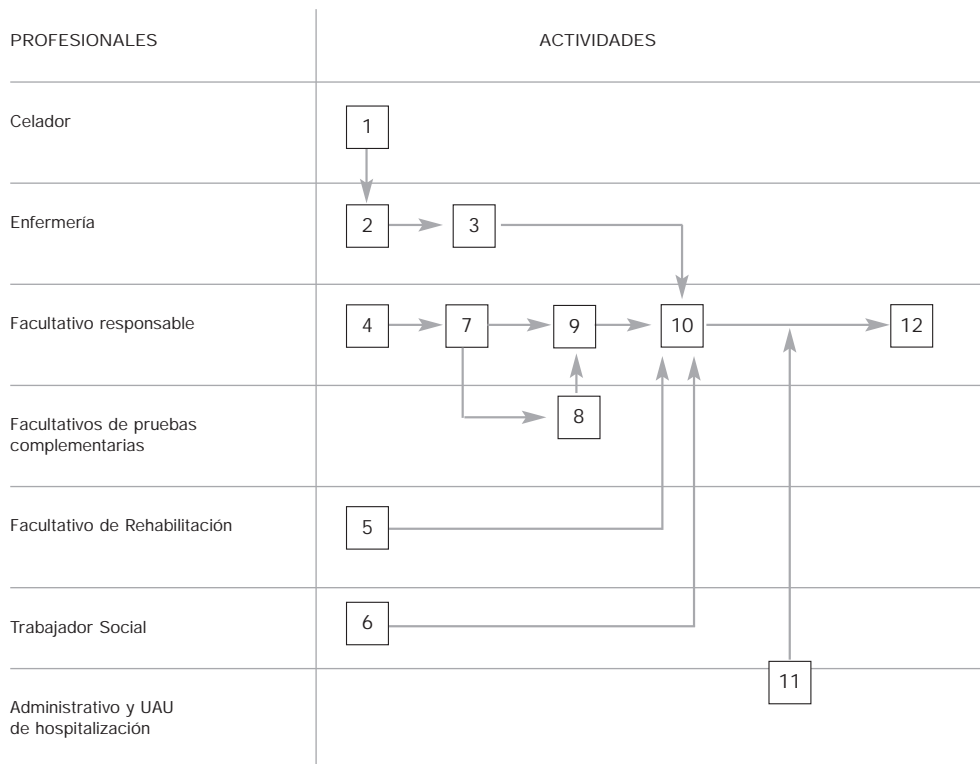 PROFESIONALES ACTIVIDADES
Celador
1
Enfermería
2 3
Facultativo responsable
4 7 9 10 12
Facultativos de pruebas
complementarias
8
Facultativo de Rehabilitación
5
Trabajador Social
6
11
Administrativo y UAU
de hospitalización